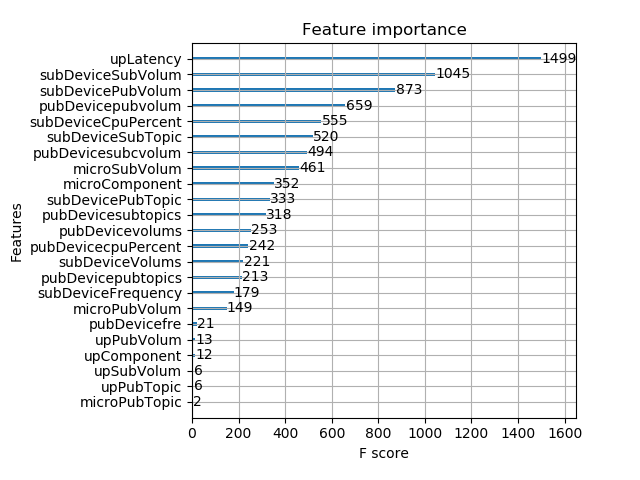 Feature importance
upLatency 1499
subDeviceSubVolum 1045
subDevicePubVolum 873
pubDevicepubvolum 659
subDeviceCpuPercent 555
subDeviceSubTopic 520
pubDevicesubcvolum 494
microSubVolum 461
microComponent 352
subDevicePubTopic 333
pubDevicesubtopics 318
pubDevicevolums 253
pubDevicecpuPercent 242
subDeviceVolums 221
pubDevicepubtopics 213
subDeviceFrequency 179
microPubVolum 149
pubDevicefre 21
upPubVolum 13
upComponent 12
upSubVolum 6
upPubTopic 6
microPubTopic 2
Features
0 200 400 600 800 1000 1200 1400 1600
F score